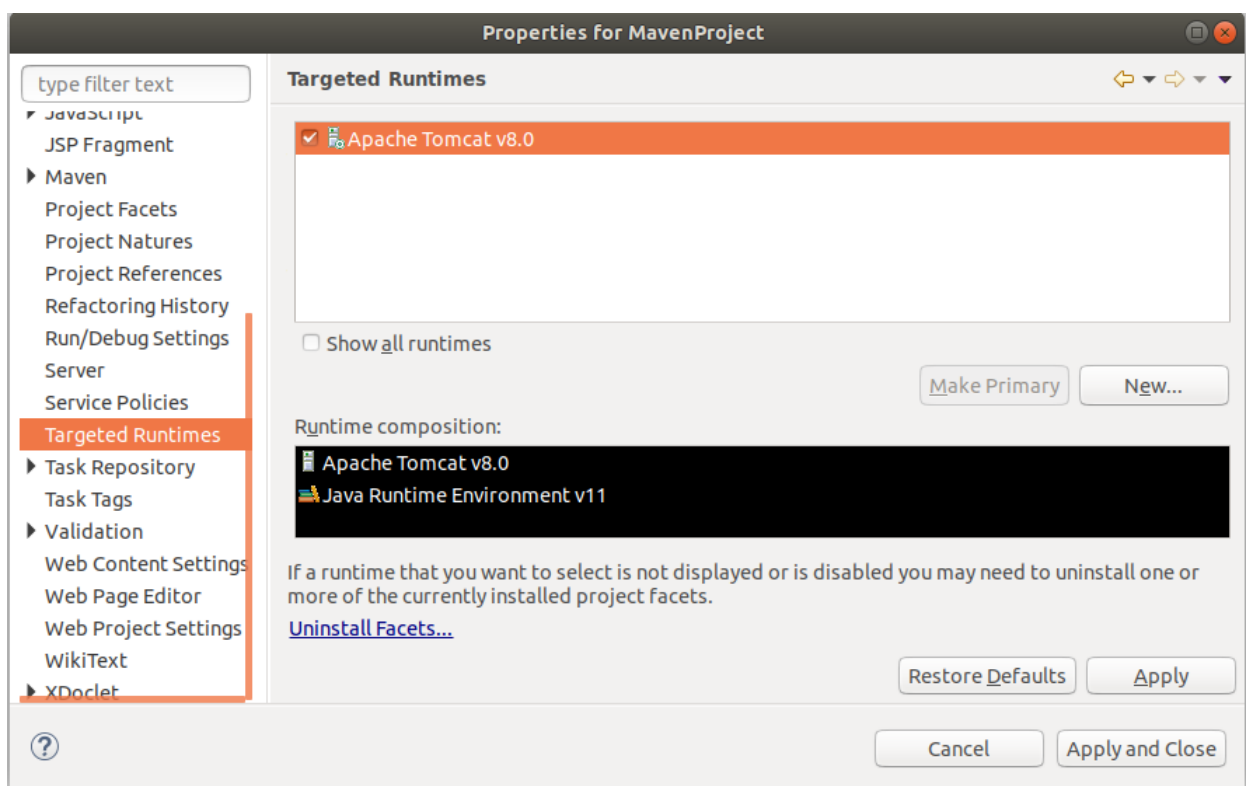 Properties for MavenProject
type filter text
JavaScript
JSP Fragment
Maven
Project Facets
Project Natures
Project References
Refactoring History
Run/Debug Settings
Server
Service Policies
Targeted Runtimes
Task Repository
Task Tags
Validation
Web Content Settings
Web Page Editor
Web Project Settings
WikiText
XDoclet
Targeted Runtimes
Apache Tomcat v8.0
Show all runtimes
Make Primary
New...
Runtime composition:
Apache Tomcat v8.0
Java Runtime Environment v11
If a runtime that you want to select is not displayed or is disabled you may need to uninstall one or
more of the currently installed project facets.
Uninstall Facets...
Restore Defaults
Apply
Cancel
Apply and Close